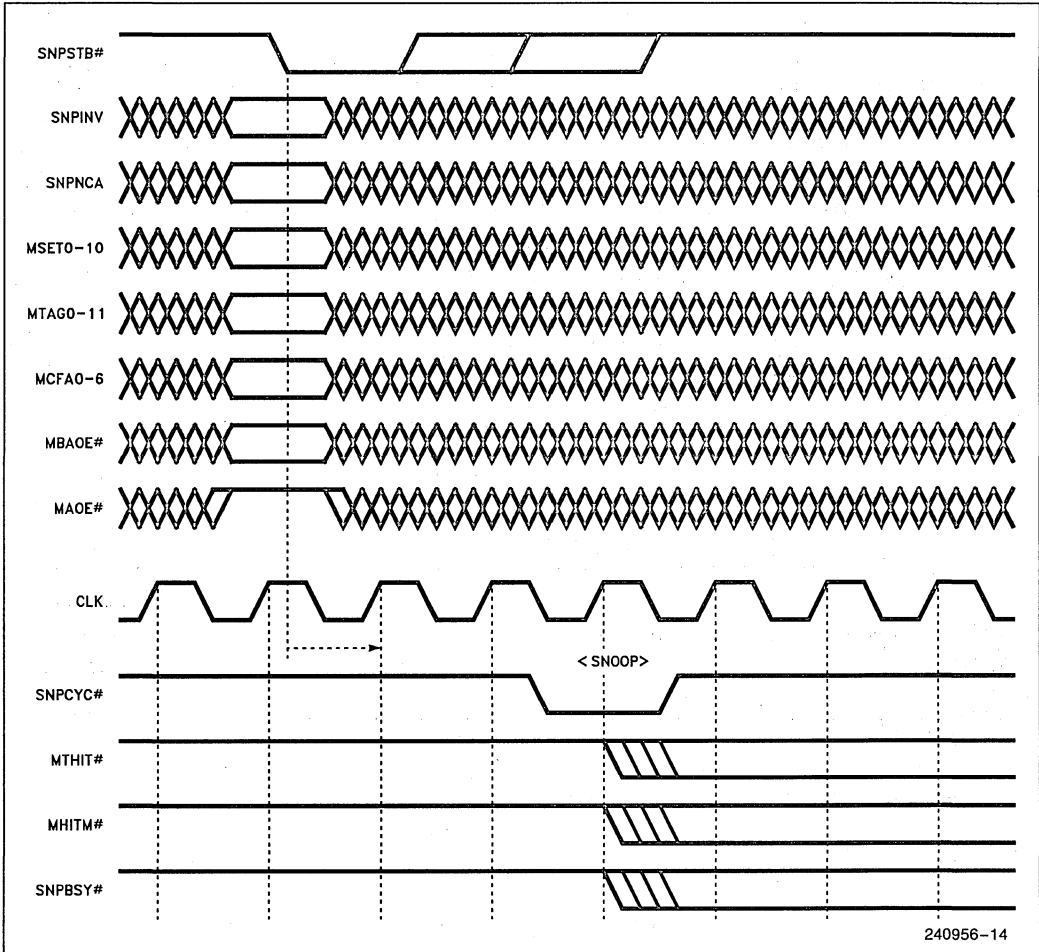 SNPSTB#
SNPINV
SNPNCA
MSET0-10
MTAG0-11
MCFA0-6
MBAOE#
MAOE#
CLK
<SNOOP>
SNPCYC#
MTHIT#
MHITM#
SNPBSY#
240956-14